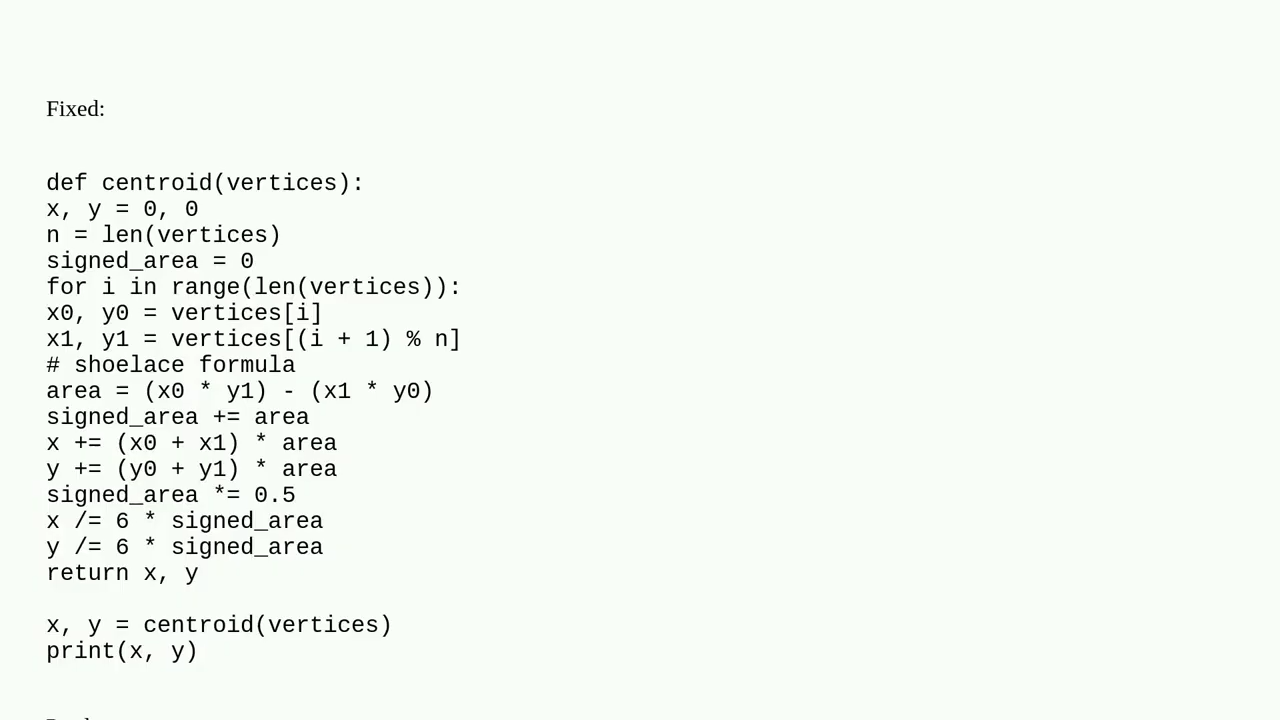 Fixed:
def centroid(vertices):
x, y = 0, 0
n = len(vertices)
signed_area = 0
for i in range(len(vertices)):
x0, y0 = vertices[i]
x1, y1 = vertices[(i + 1) % n]
# shoelace formula
area = (x0 * y1) - (x1 * y0)
signed_area += area
x += (x0 + x1) * area
y += (y0 + y1) * area
signed_area *= 0.5
x /= 6 * signed_area
y /= 6 * signed_area
return x, y
x, y = centroid(vertices)
print(x, y)